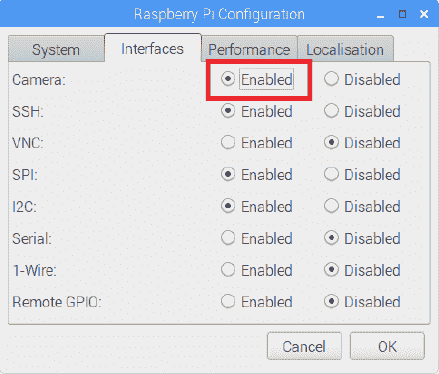 Raspberry Pi Configuration
System Interfaces Performance Localisation
Camera: Enabled Disabled
SSH: Enabled Disabled
VNC: Enabled Disabled
SPI: Enabled Disabled
I2C: Enabled Disabled
Serial: Enabled Disabled
1-Wire: Enabled Disabled
Remote GPIO: Enabled Disabled
Cancel OK